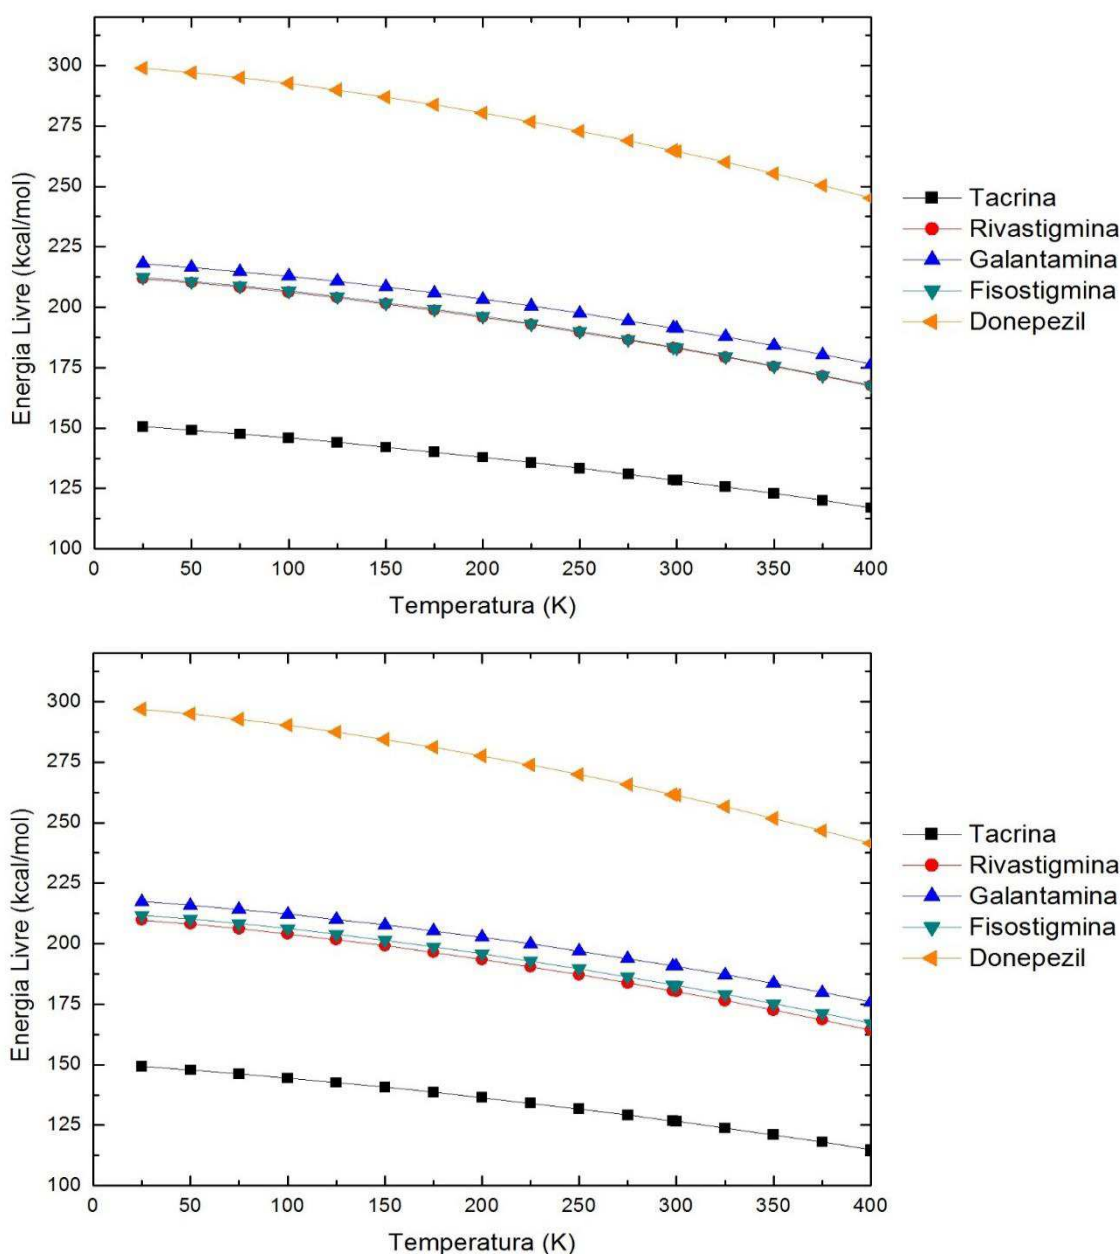 Energia Livre (kcal/mol)
300
275
250
225
200
175
150
125
100
0 50 100 150 200 250 300 350 400
Temperatura (K)
Tacrina
Rivastigmina
Galantamina
Fisostigmina
Donepezil
Energia Livre (kcal/mol)
300
275
250
225
200
175
150
125
100
0 50 100 150 200 250 300 350 400
Temperatura (K)
Tacrina
Rivastigmina
Galantamina
Fisostigmina
Donepezil